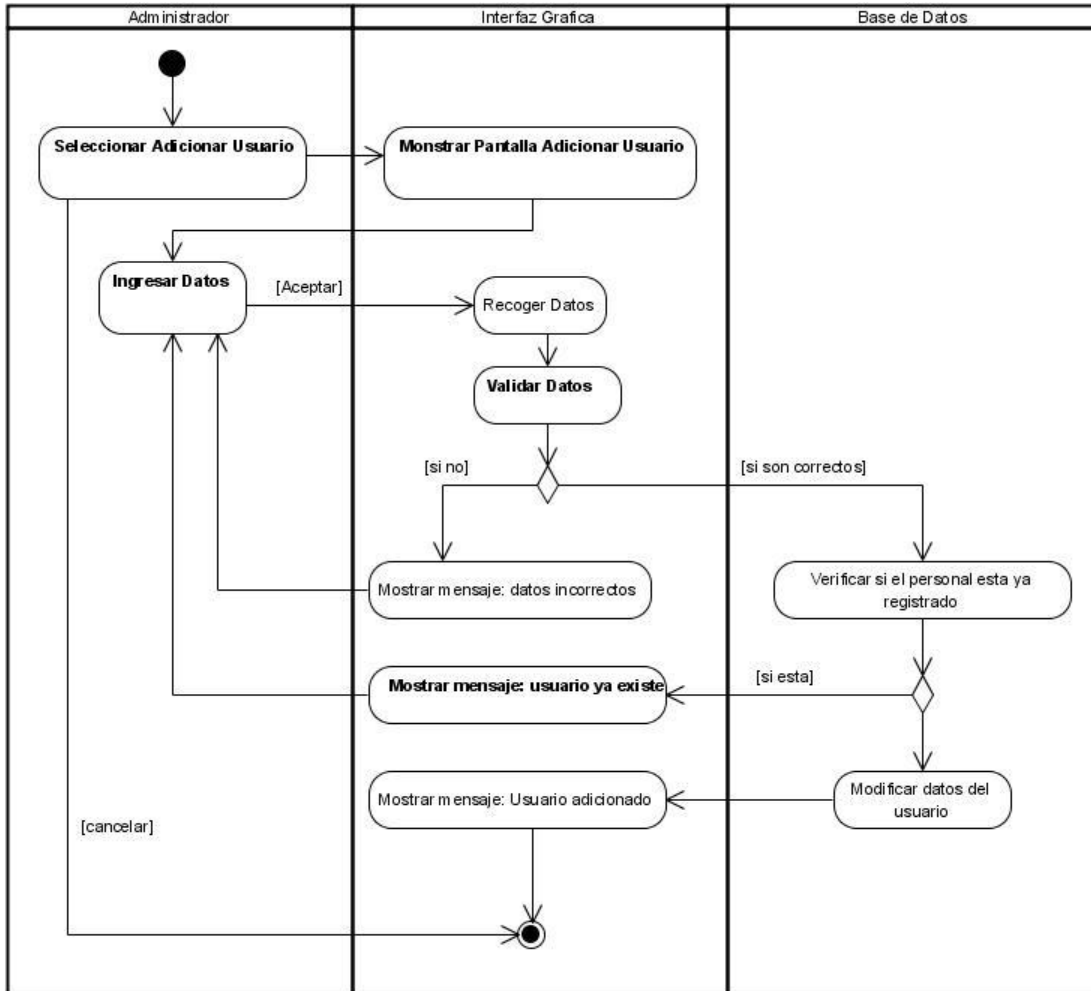 Administrador
Interfaz Grafica
Base de Datos
Seleccionar Adicionar Usuario
Monstrar Pantalla Adicionar Usuario
Ingresar Datos
[Aceptar]
Recoger Datos
Validar Datos
[si no]
[si son correctos]
Mostrar mensaje: datos incorrectos
Verificar si el personal esta ya
registrado
Mostrar mensaje: usuario ya existe
[si esta]
Mostrar mensaje: Usuario adicionado
Modificar datos del
usuario
[cancelar]